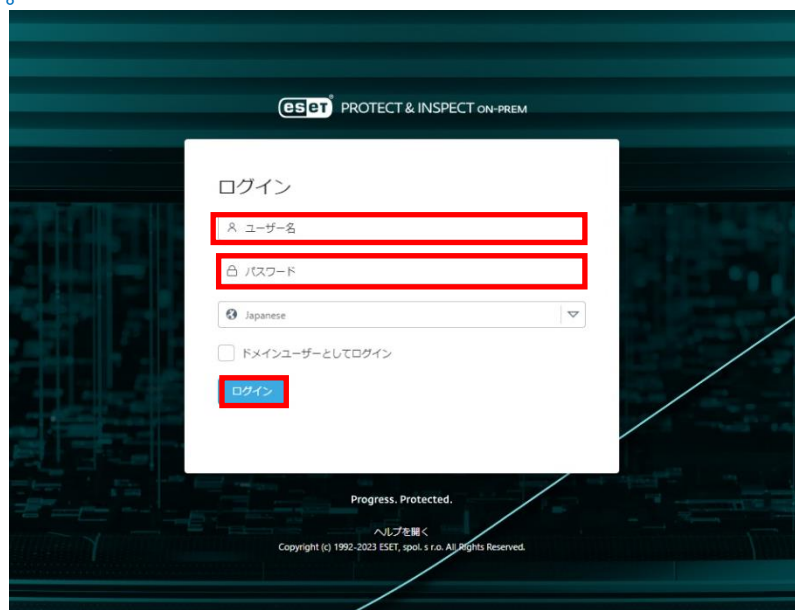 eset PROTECT & INSPECT ON-PREM
ログイン
ユーザー名
パスワード
Japanese
ドメインユーザーとしてログイン
ログイン
Progress. Protected.
ヘルプを開く
Copyright (c) 1992-2023 ESET, spol. s r.o. All Rights Reserved.